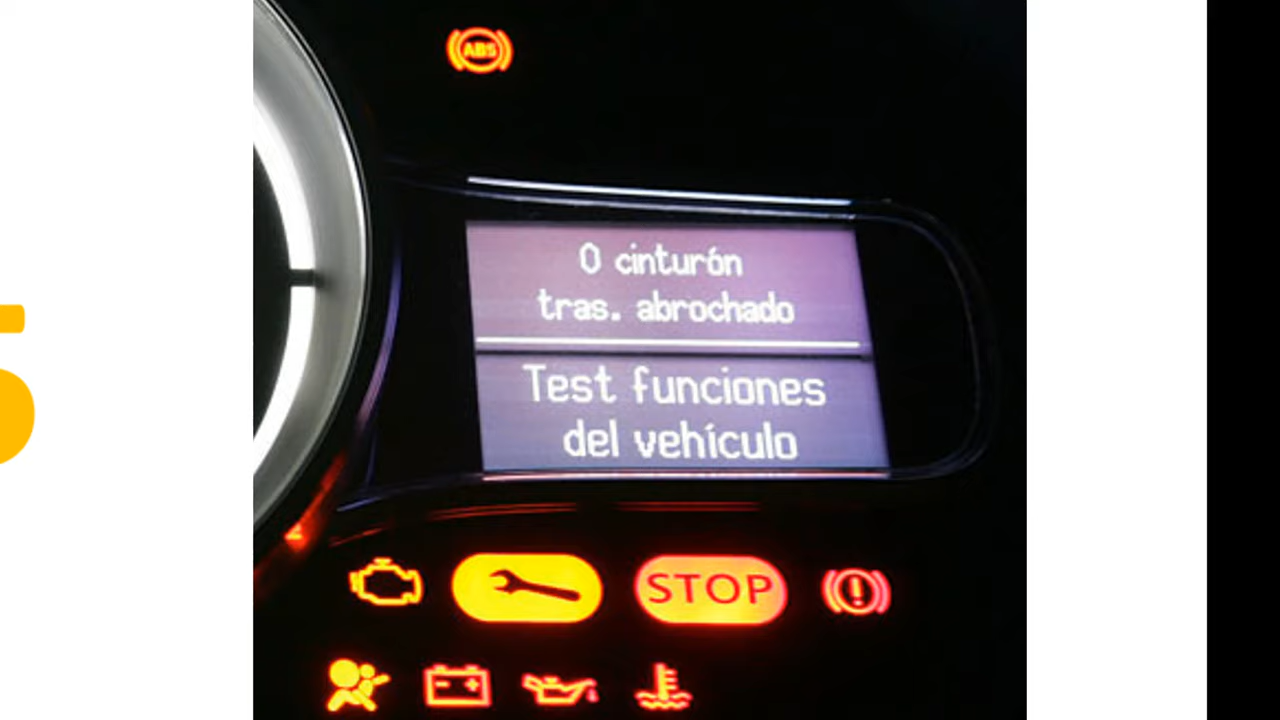 ABS
0 cinturón
tras. abrochado
Test funciones
del vehículo
STOP